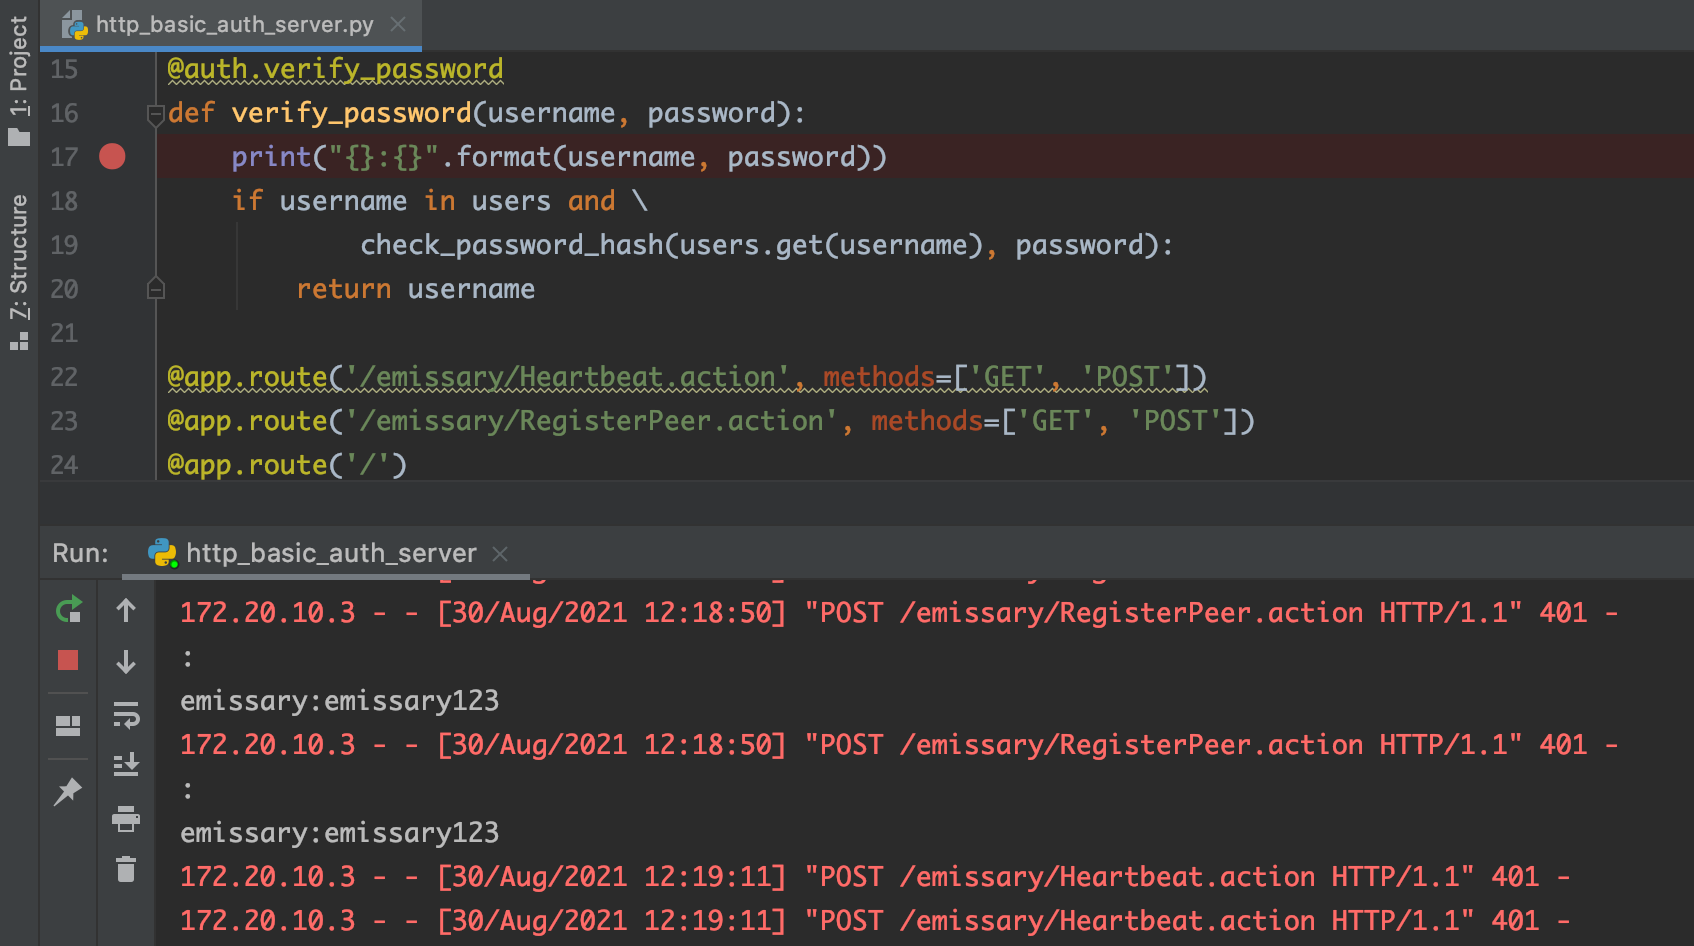 http_basic_auth_server.py
1: Project
7: Structure
15 @auth.verify_password
16 def verify_password(username, password):
17 print("{}:{}".format(username, password))
18 if username in users and \
19 check_password_hash(users.get(username), password):
20 return username
21
22 @app.route('/emissary/Heartbeat.action', methods=['GET', 'POST'])
23 @app.route('/emissary/RegisterPeer.action', methods=['GET', 'POST'])
24 @app.route('/')
Run: http_basic_auth_server
172.20.10.3 - - [30/Aug/2021 12:18:50] "POST /emissary/RegisterPeer.action HTTP/1.1" 401 -
:
emissary:emissary123
172.20.10.3 - - [30/Aug/2021 12:18:50] "POST /emissary/RegisterPeer.action HTTP/1.1" 401 -
:
emissary:emissary123
172.20.10.3 - - [30/Aug/2021 12:19:11] "POST /emissary/Heartbeat.action HTTP/1.1" 401 -
172.20.10.3 - - [30/Aug/2021 12:19:11] "POST /emissary/Heartbeat.action HTTP/1.1" 401 -